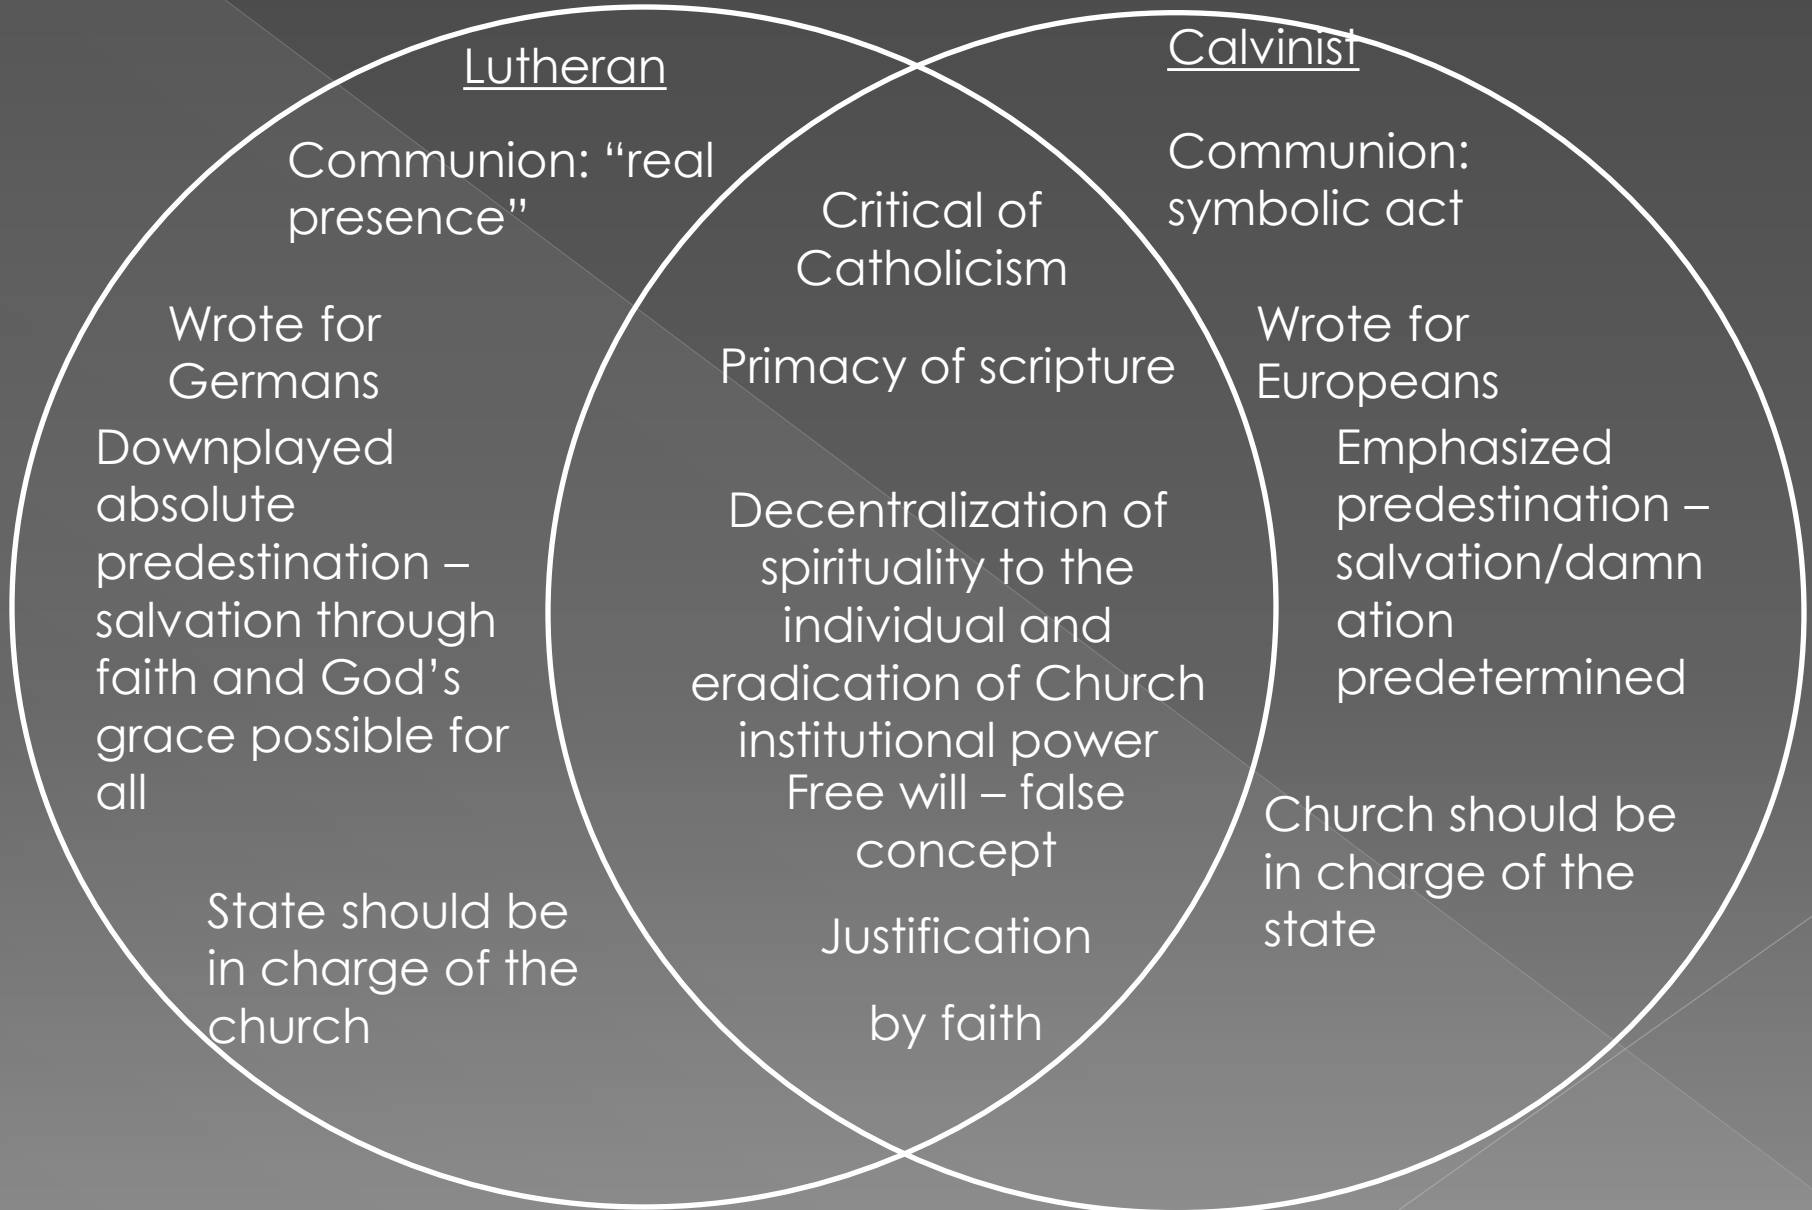 Lutheran
Communion: “real
presence”
Wrote for
Germans
Downplayed
absolute
predestination –
salvation through
faith and God’s
grace possible for
all
State should be
in charge of the
church
Critical of
Catholicism
Primacy of scripture
Decentralization of
spirituality to the
individual and
eradication of Church
institutional power
Free will – false
concept
Justification
by faith
Calvinist
Communion:
symbolic act
Wrote for
Europeans
Emphasized
predestination –
salvation/damn
ation
predetermined
Church should be
in charge of the
state